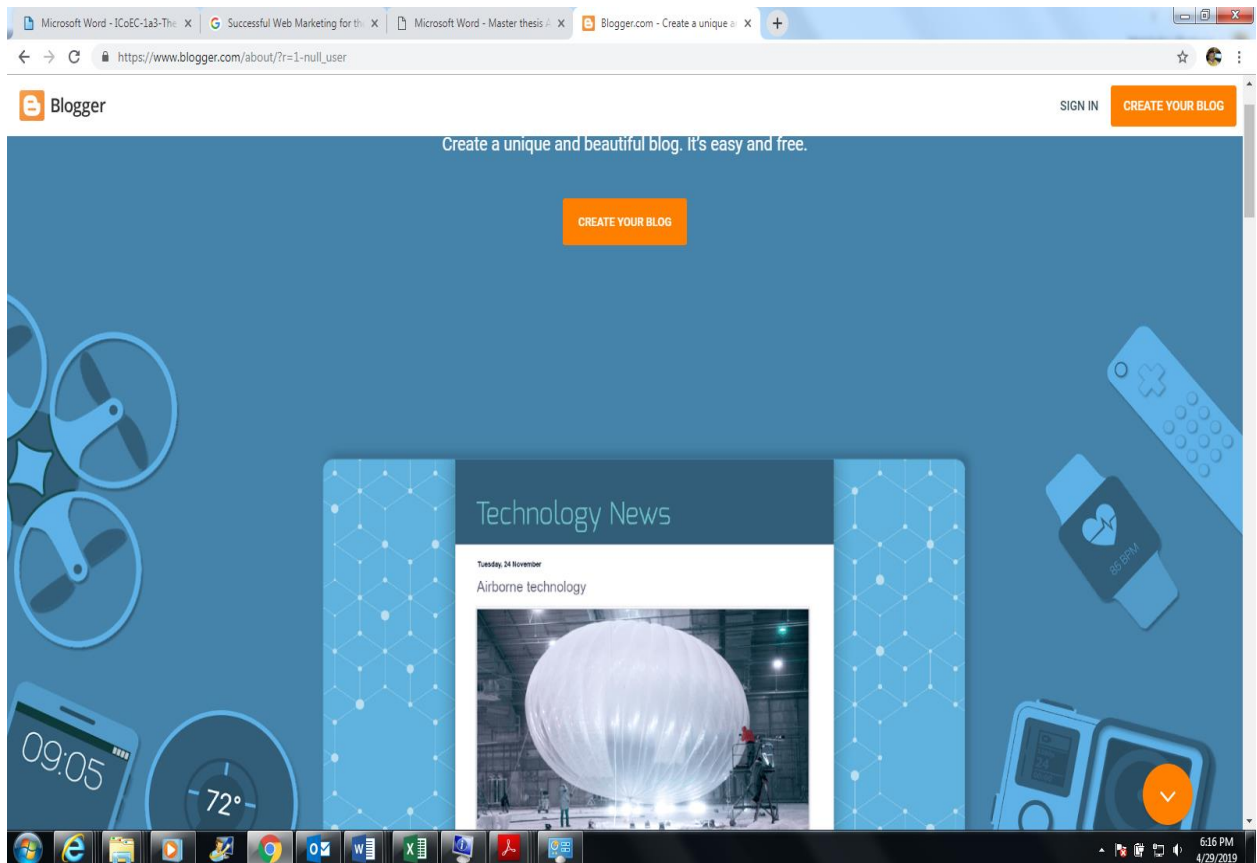 Microsoft Word - ICoEC-1a3-The
Successful Web Marketing for th
Microsoft Word - Master thesis A
Blogger.com - Create a unique a
https://www.blogger.com/about/?r=1-null_user
Blogger
SIGN IN
CREATE YOUR BLOG
Create a unique and beautiful blog. It's easy and free.
CREATE YOUR BLOG
Technology News
Tuesday, 24 November
Airborne technology
86 BPM
09:05
72°
24
6:16 PM
4/29/2019